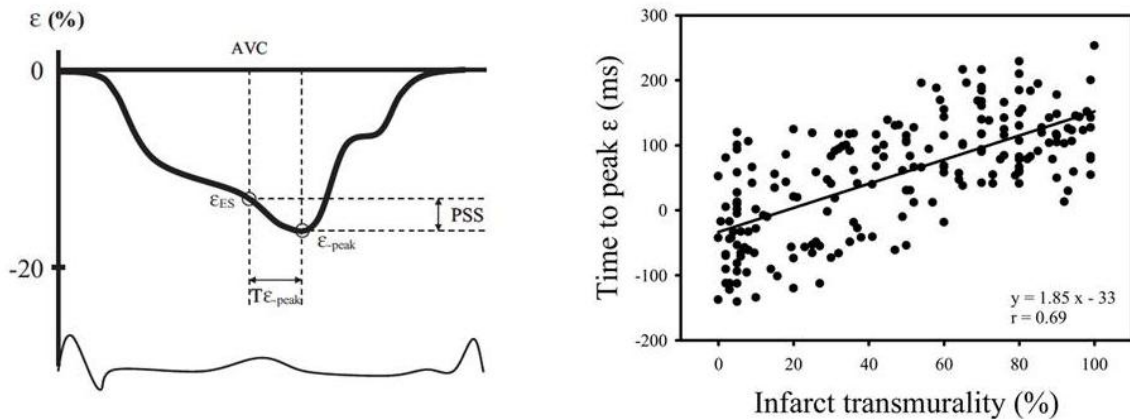 ε (%)
AVC
0
εES
PSS
ε-peak
-20
Tε-peak
300
200
100
0
-100
-200
Time to peak ε (ms)
y = 1.85 x - 33
r = 0.69
0 20 40 60 80 100
Infarct transmurality (%)